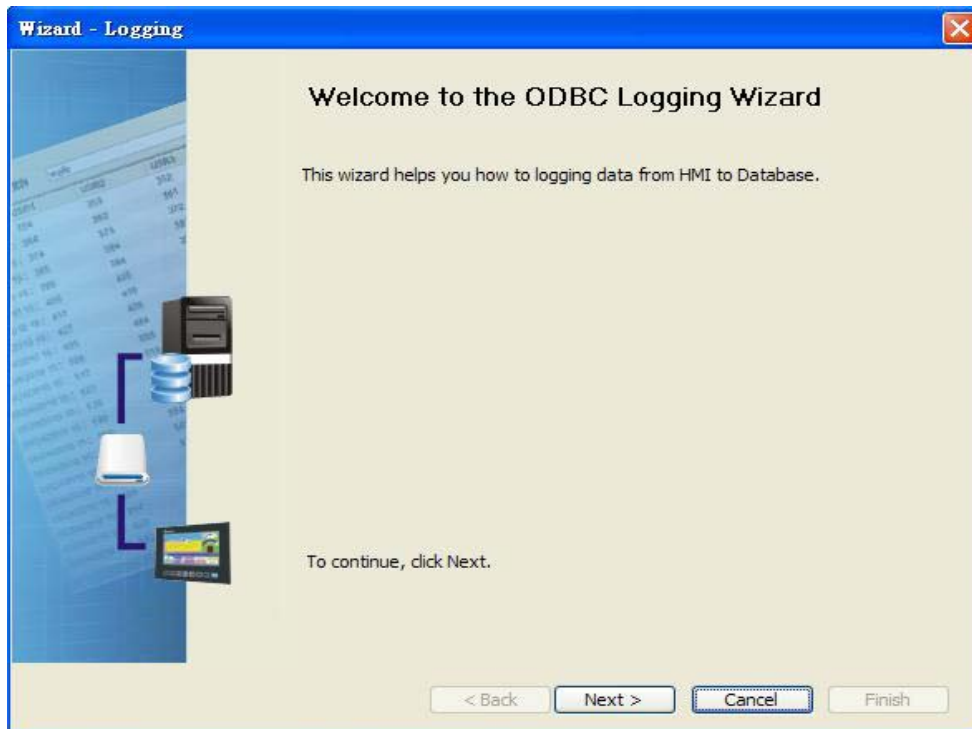 Wizard - Logging
Welcome to the ODBC Logging Wizard
This wizard helps you how to logging data from HMI to Database.
To continue, click Next.
< Back Next > Cancel Finish